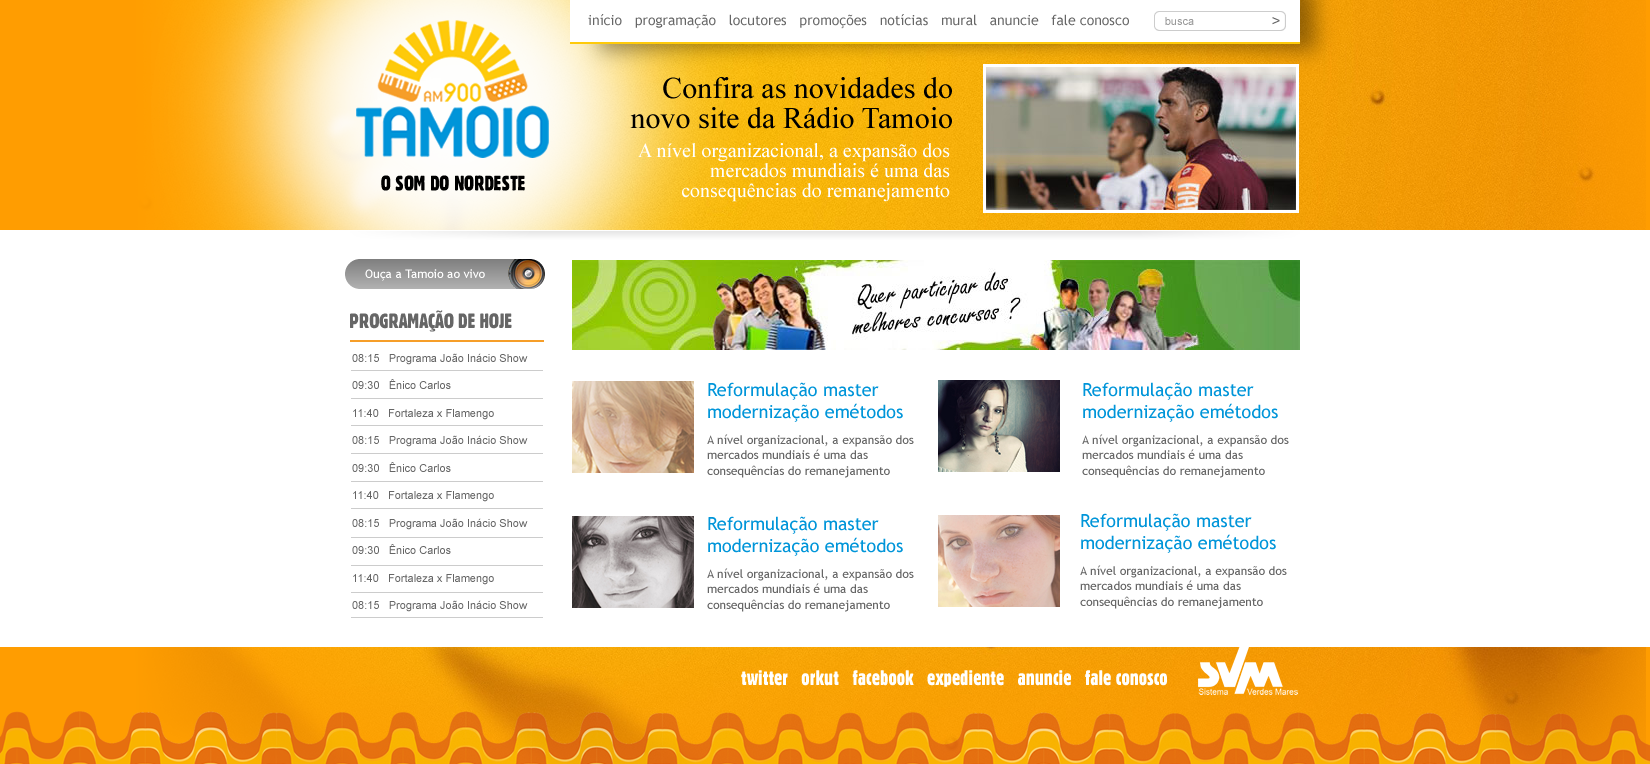 início programação locutores promoções notícias mural anuncie fale conosco busca >
AM 900
TAMOIO
O SOM DO NORDESTE
Confira as novidades do
novo site da Rádio Tamoio
A nível organizacional, a expansão dos
mercados mundiais é uma das
consequências do remanejamento
FIAT
Ouça a Tamoio ao vivo
PROGRAMAÇÃO DE HOJE
08:15 Programa João Inácio Show
09:30 Ênico Carlos
11:40 Fortaleza x Flamengo
08:15 Programa João Inácio Show
09:30 Ênico Carlos
11:40 Fortaleza x Flamengo
08:15 Programa João Inácio Show
09:30 Ênico Carlos
11:40 Fortaleza x Flamengo
08:15 Programa João Inácio Show
Quer participar dos
melhores concursos ?
Reformulação master
modernização emétodos
A nível organizacional, a expansão dos
mercados mundiais é uma das
consequências do remanejamento
Reformulação master
modernização emétodos
A nível organizacional, a expansão dos
mercados mundiais é uma das
consequências do remanejamento
Reformulação master
modernização emétodos
A nível organizacional, a expansão dos
mercados mundiais é uma das
consequências do remanejamento
Reformulação master
modernização emétodos
A nível organizacional, a expansão dos
mercados mundiais é uma das
consequências do remanejamento
twitter orkut facebook expediente anuncie fale conosco
SVM
Sistema Verdes Mares